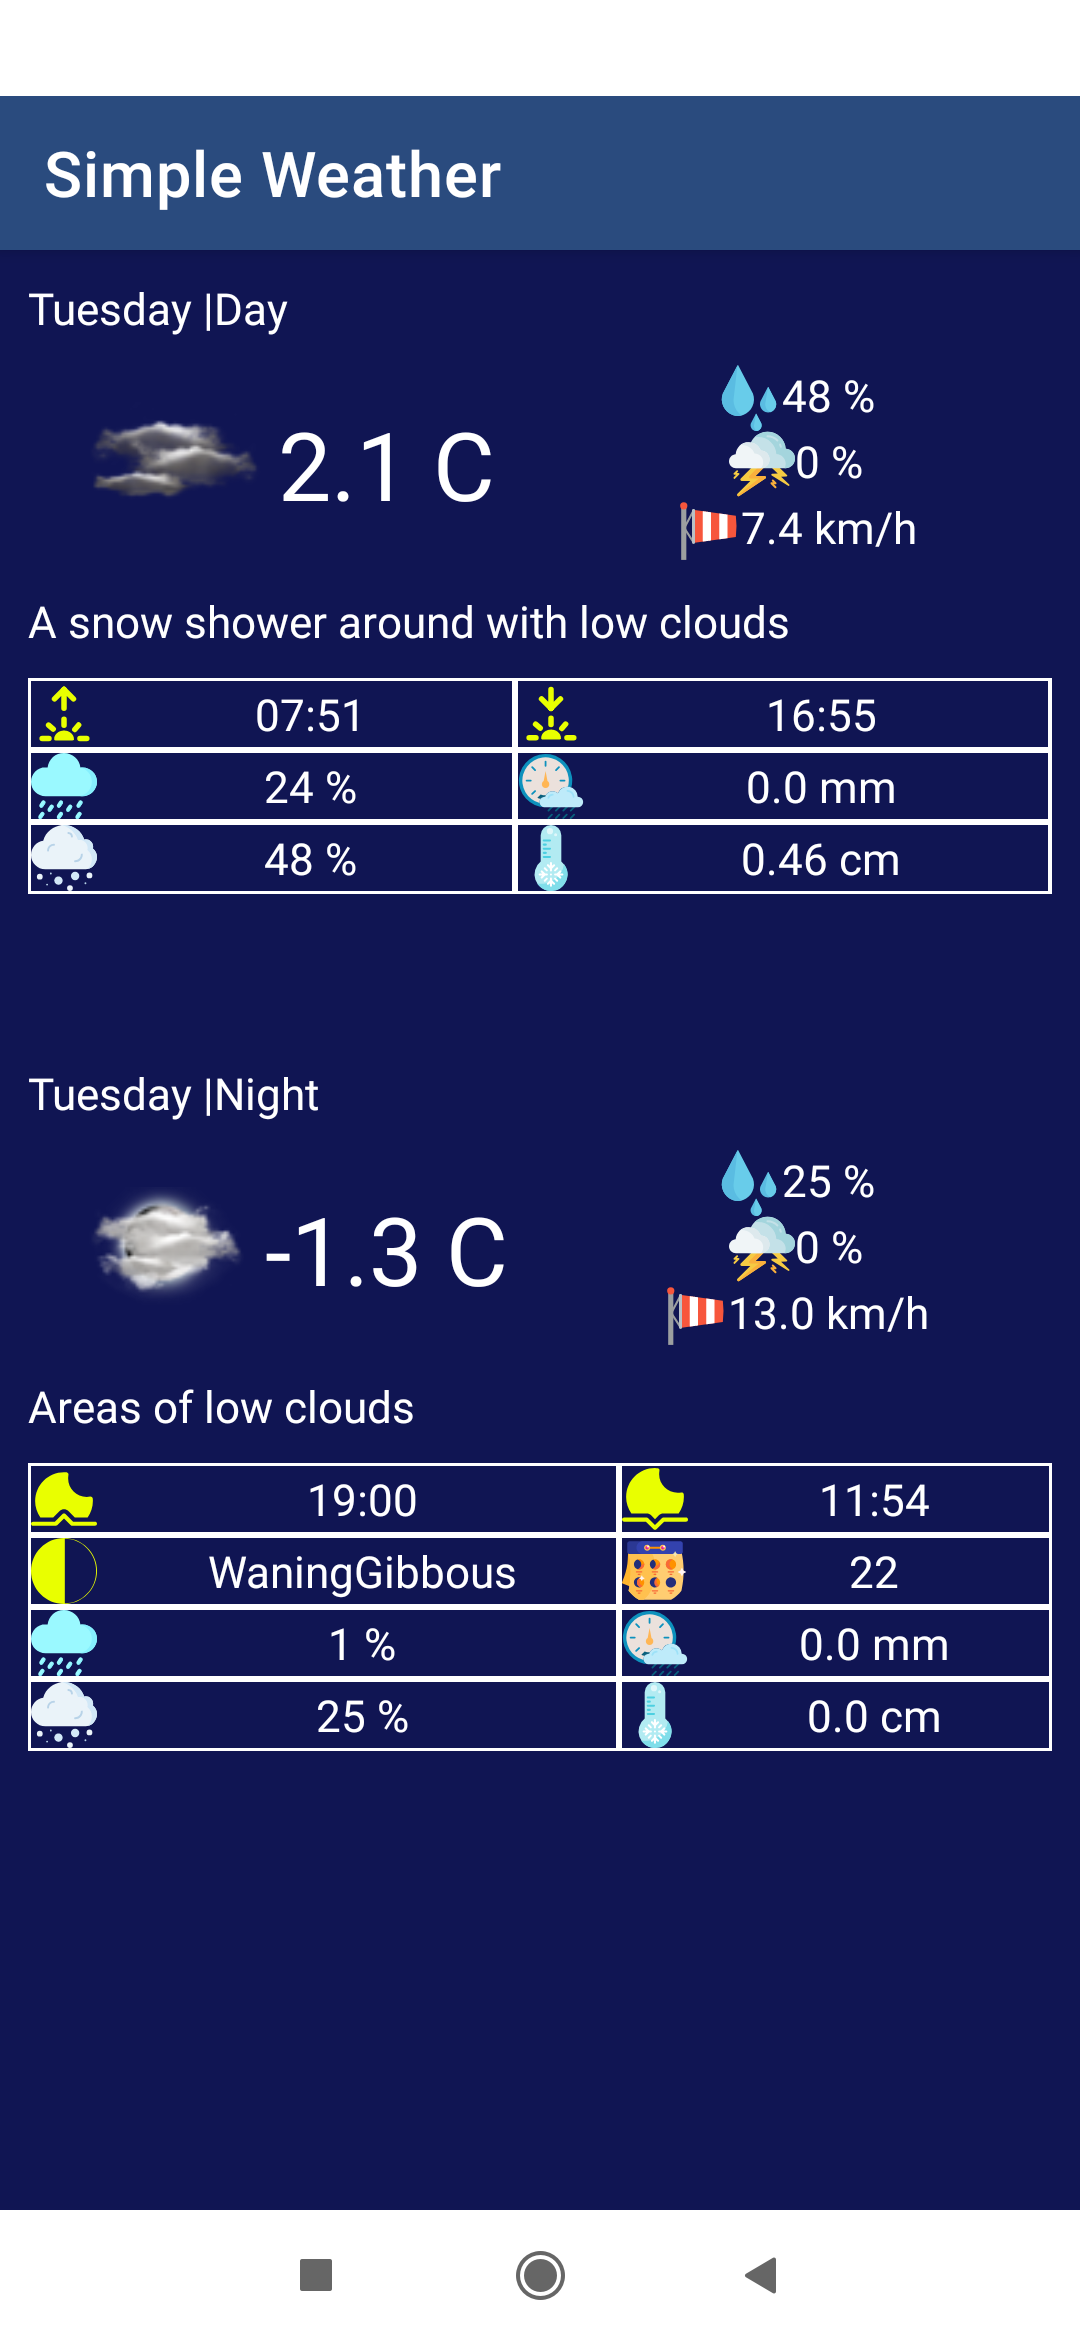 Simple Weather
Tuesday |Day
2.1 C
48 %
0 %
7.4 km/h
A snow shower around with low clouds
07:51 16:55
24 % 0.0 mm
48 % 0.46 cm
Tuesday |Night
-1.3 C
25 %
0 %
13.0 km/h
Areas of low clouds
19:00 11:54
WaningGibbous 22
1 % 0.0 mm
25 % 0.0 cm